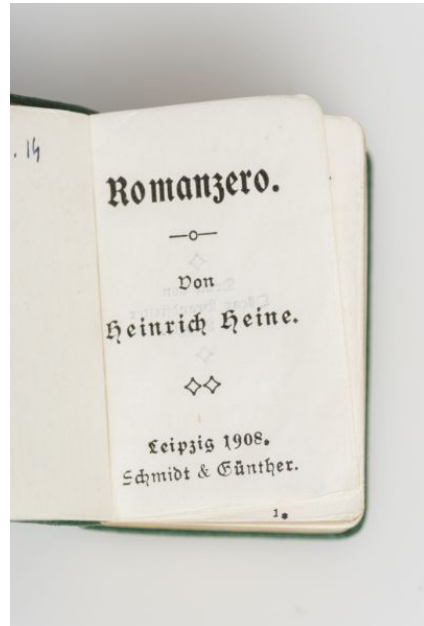 . 14
Romanzero.
Von
Heinrich Heine.
Leipzig 1908.
Schmidt & Günther.
1.